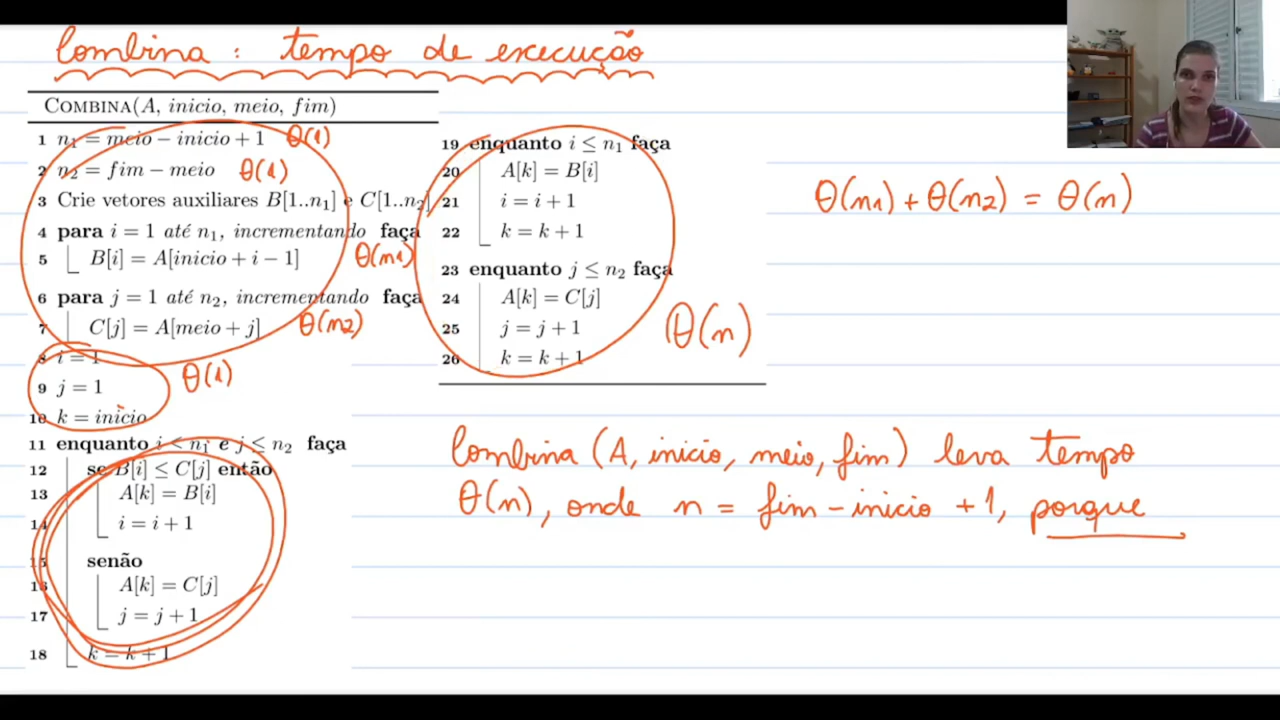 Combina : tempo de execução
COMBINA(A, inicio, meio, fim)
1 n₁ = meio − inicio + 1 Θ(1)
2 n₂ = fim − meio Θ(1)
3 Crie vetores auxiliares B[1..n₁] e C[1..n₂]
4 para i = 1 até n₁, incrementando faça
5 B[i] = A[inicio + i − 1] Θ(n1)
6 para j = 1 até n₂, incrementando faça
7 C[j] = A[meio + j] Θ(n2)
8 i = 1
9 j = 1 Θ(1)
10 k = inicio
11 enquanto i ≤ n₁ e j ≤ n₂ faça
12 se B[i] ≤ C[j] então
13 A[k] = B[i]
14 i = i + 1
15 senão
16 A[k] = C[j]
17 j = j + 1
18 k = k + 1
19 enquanto i ≤ n₁ faça
20 A[k] = B[i]
21 i = i + 1
22 k = k + 1
23 enquanto j ≤ n₂ faça
24 A[k] = C[j]
25 j = j + 1
26 k = k + 1
Θ(n)
Θ(n1) + Θ(n2) = Θ(n)
Combina (A, inicio, meio, fim) leva tempo
Θ(n), onde n = fim − inicio + 1, porque